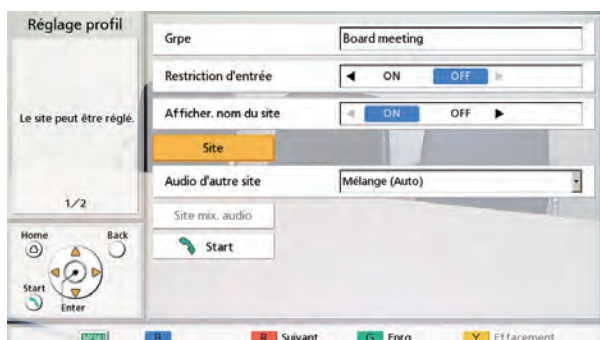 Réglage profil
Le site peut être réglé.
1/2
Home
Back
Start
Enter
Grpe
Board meeting
Restriction d'entrée
ON
OFF
Afficher. nom du site
ON
OFF
Site
Audio d'autre site
Mélange (Auto)
Site mix. audio
Start
MENU
B
R Suivant
G Enrg
Y Effacement